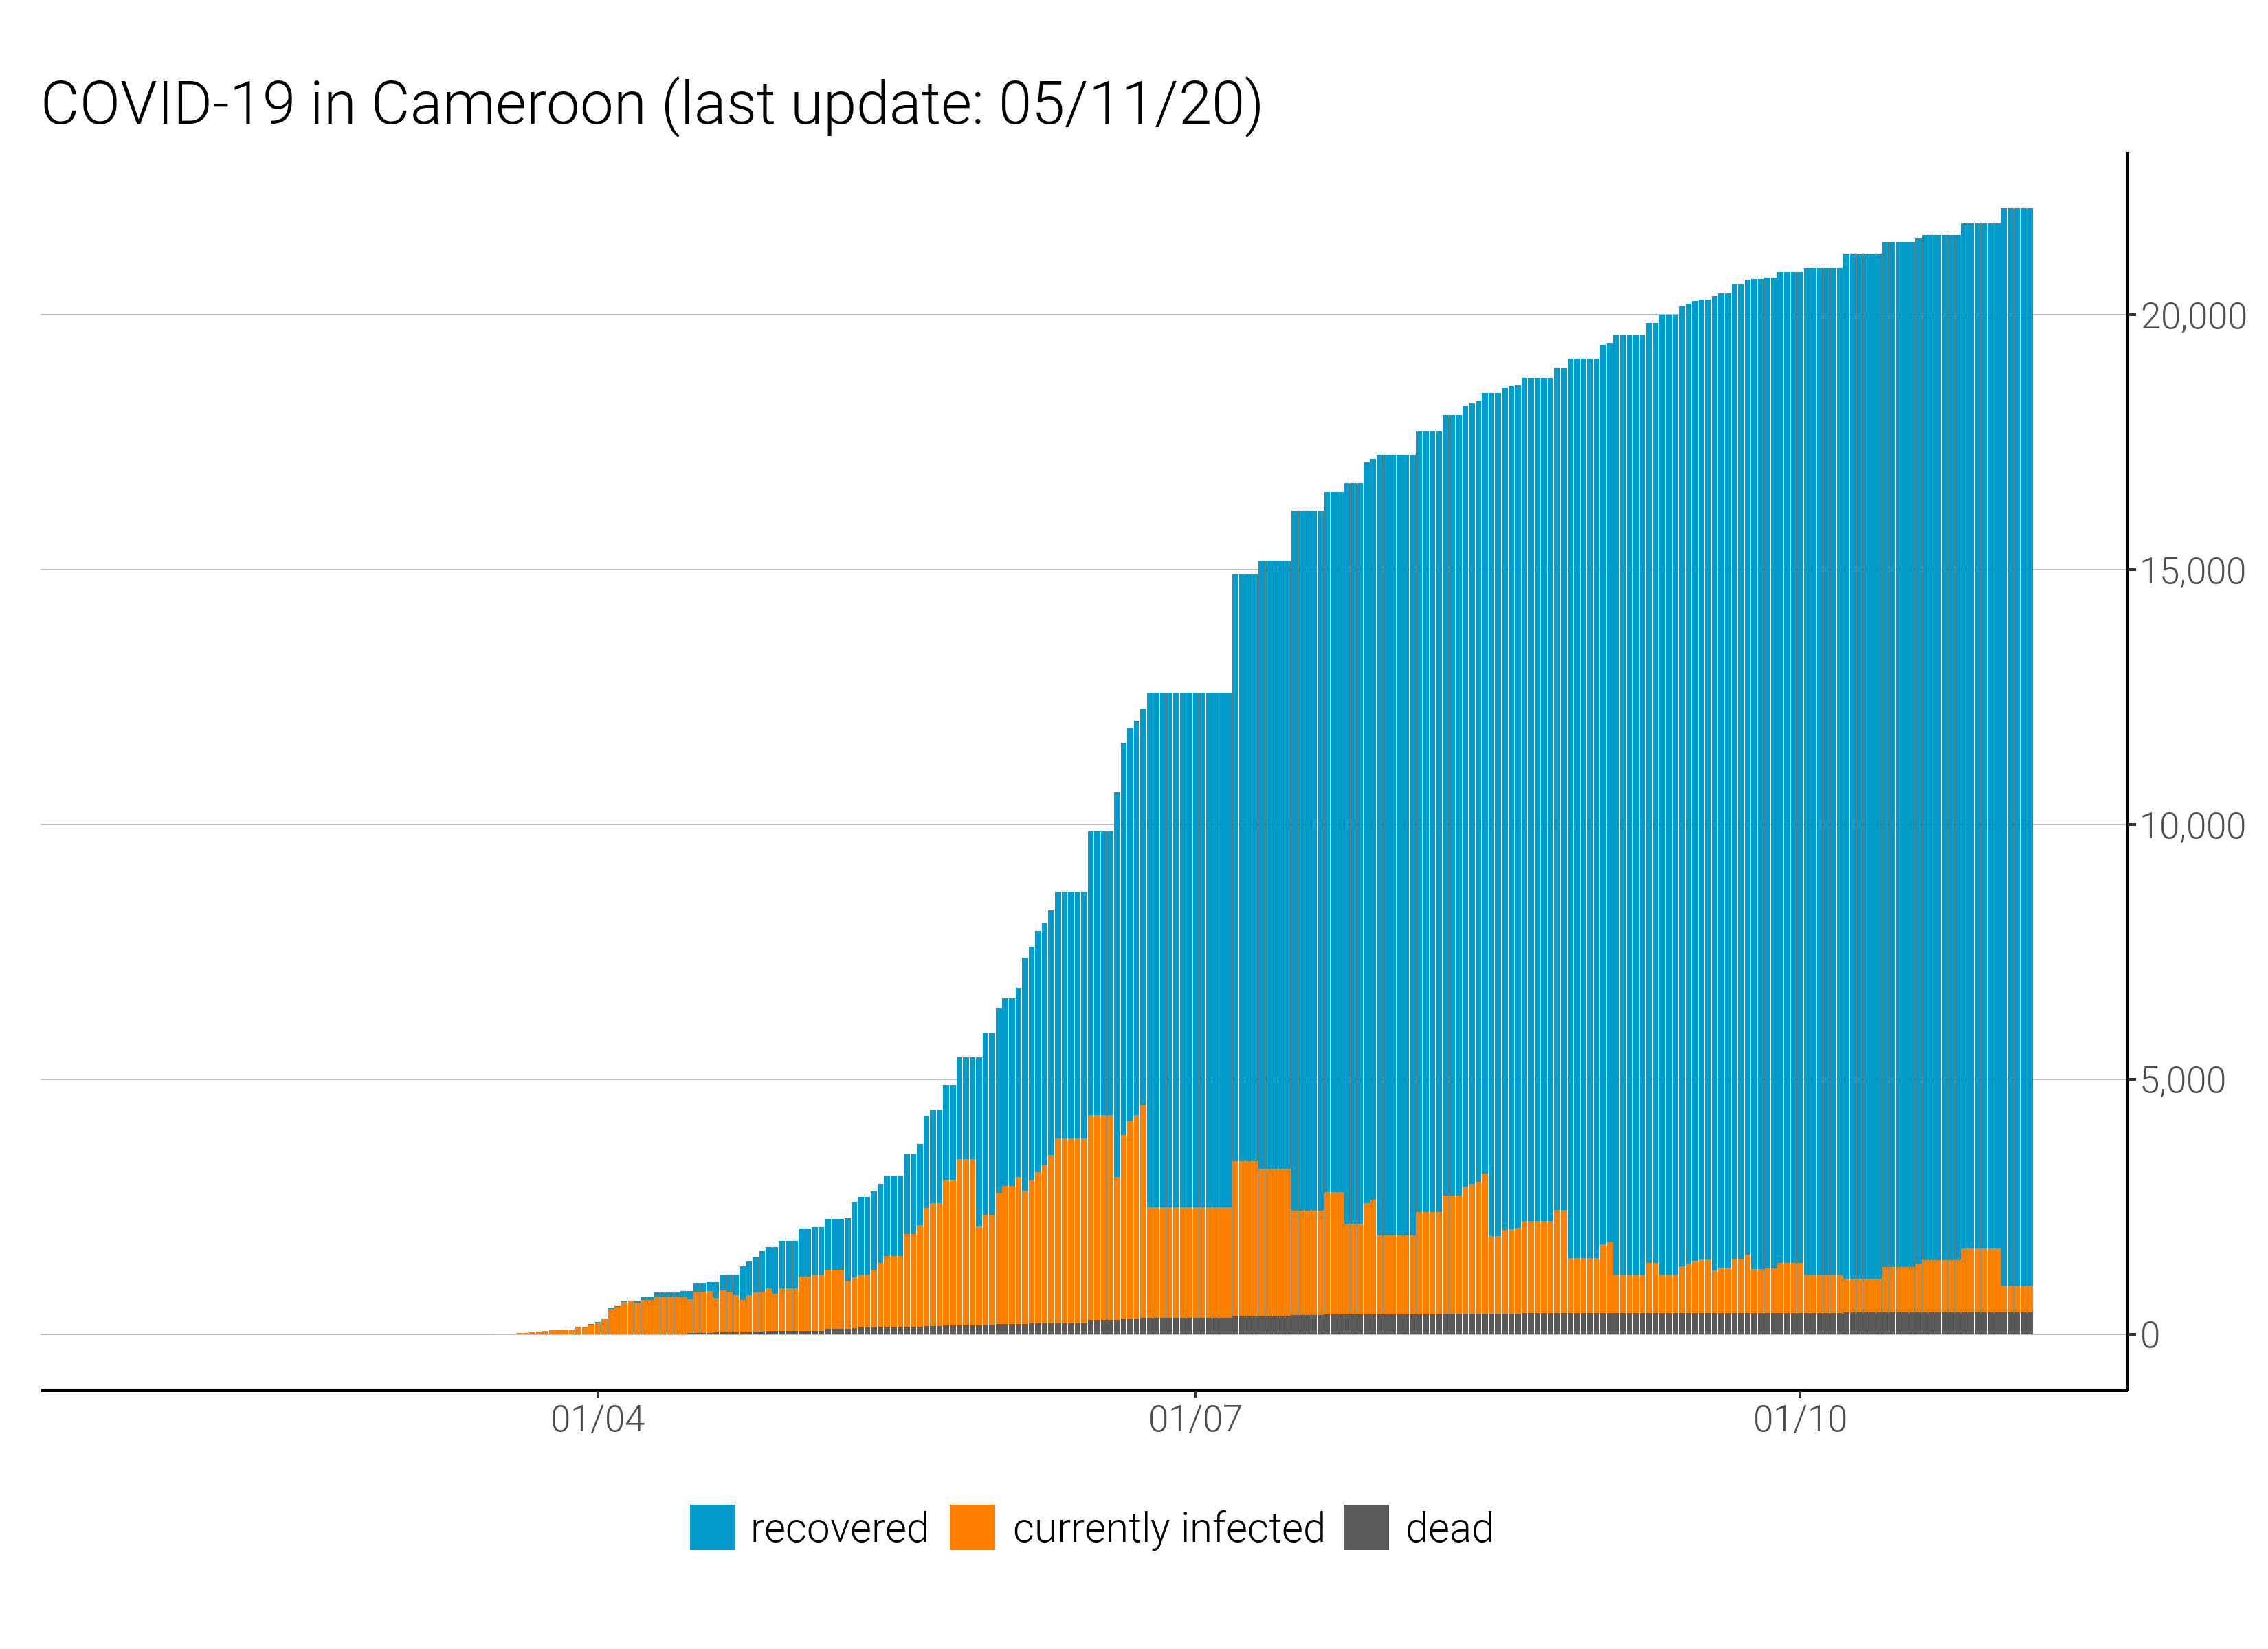 COVID-19 in Cameroon (last update: 05/11/20)
20,000
15,000
10,000
5,000
0
01/04 01/07 01/10
recovered currently infected dead